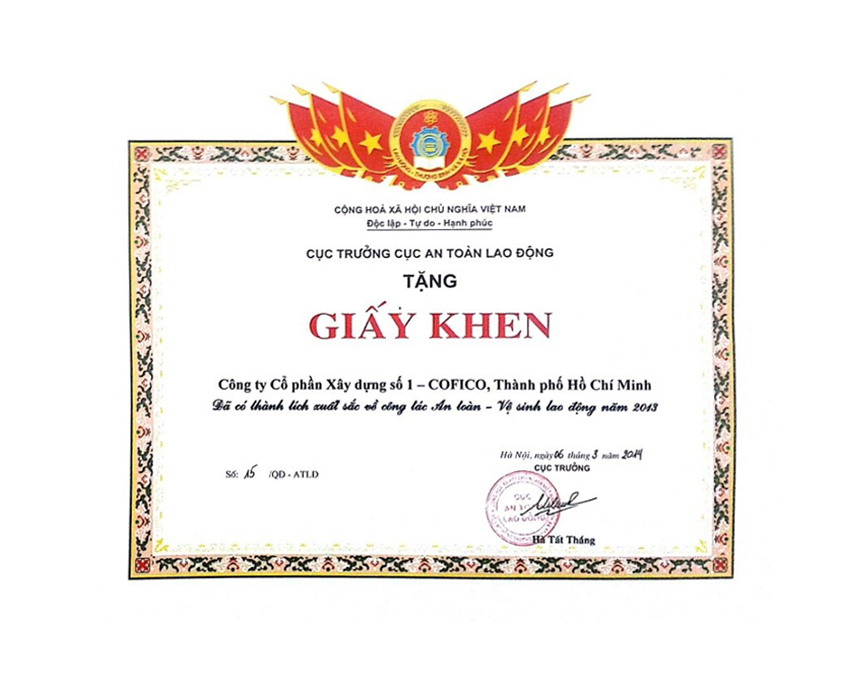 CỘNG HOÀ XÃ HỘI CHỦ NGHĨA VIỆT NAM
Độc lập - Tự do - Hạnh phúc
CỤC TRƯỞNG CỤC AN TOÀN LAO ĐỘNG
TẶNG
GIẤY KHEN
Công ty Cổ phần Xây dựng số 1 – COFICO, Thành phố Hồ Chí Minh
Đã có thành tích xuất sắc về công tác An toàn - Vệ sinh lao động năm 2013
Hà Nội, ngày 06 tháng 3 năm 2014
CỤC TRƯỞNG
Số: 15 /QĐ - ATLĐ
CỤC
AN TOÀN
LAO ĐỘNG
Hà Tất Thắng